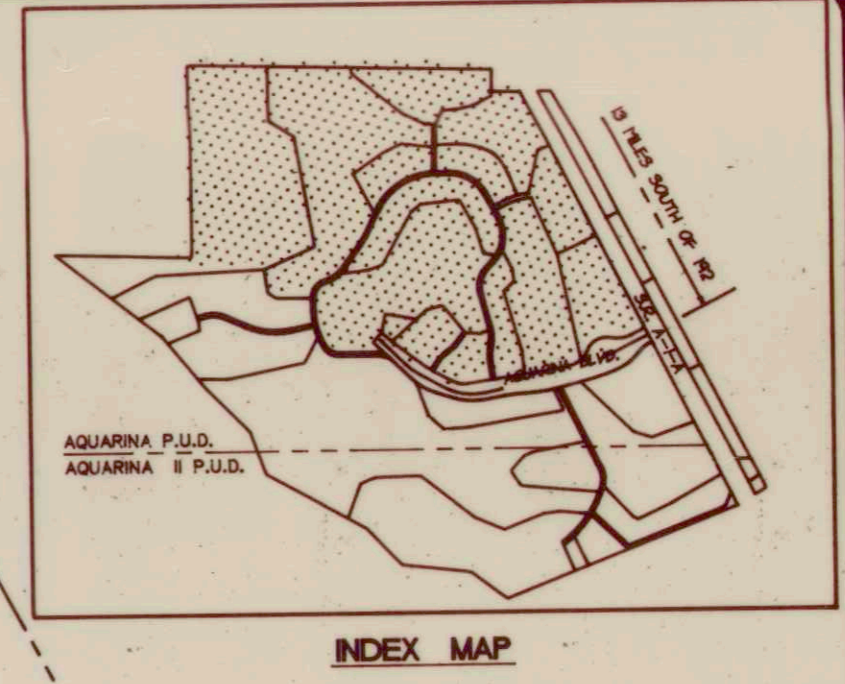 13 MILES SOUTH OF 192
S.R. A-1-A
AQUARINA BLVD.
AQUARINA P.U.D.
AQUARINA II P.U.D.
INDEX MAP